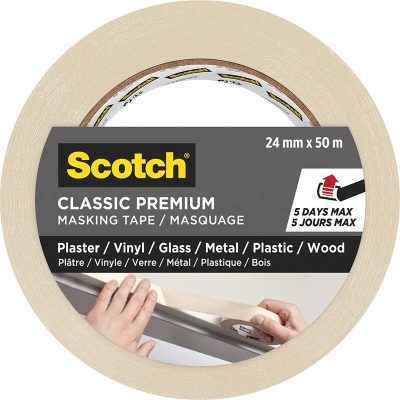 Scotch®
24 mm x 50 m
CLASSIC PREMIUM
MASKING TAPE / MASQUAGE
5 DAYS MAX
5 JOURS MAX
Plaster / Vinyl / Glass / Metal / Plastic / Wood
Plâtre / Vinyle / Verre / Métal / Plastique / Bois